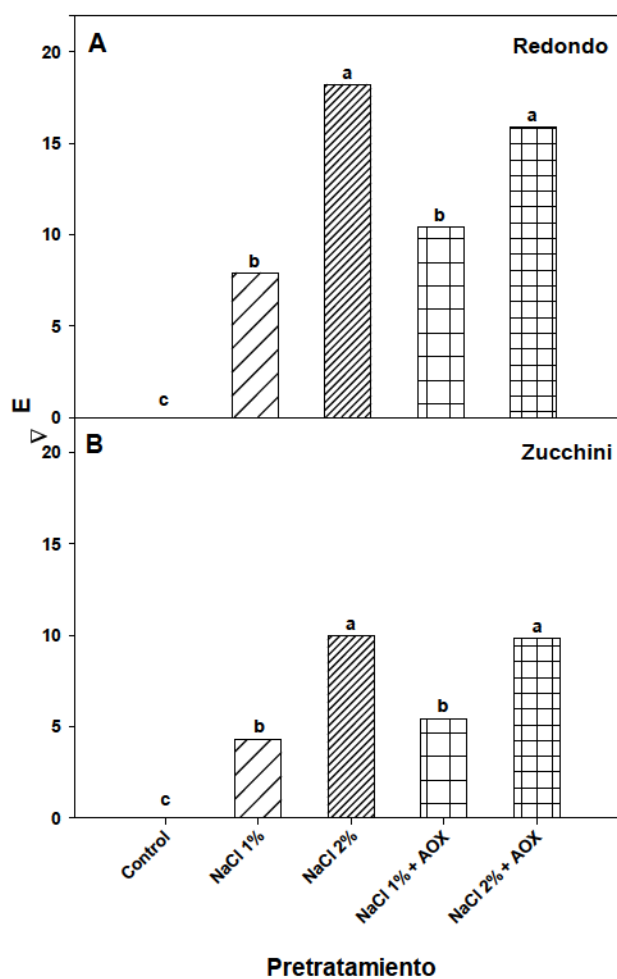 A
Redondo
20
15
10
5
0
c
b
a
b
a
∇ E
B
Zucchini
20
15
10
5
0
c
b
a
b
a
Control
NaCl 1%
NaCl 2%
NaCl 1% + AOX
NaCl 2% + AOX
Pretratamiento